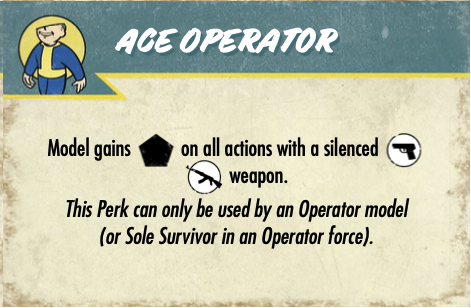 ACE OPERATOR
Model gains on all actions with a silenced
weapon.
This Perk can only be used by an Operator model
(or Sole Survivor in an Operator force).